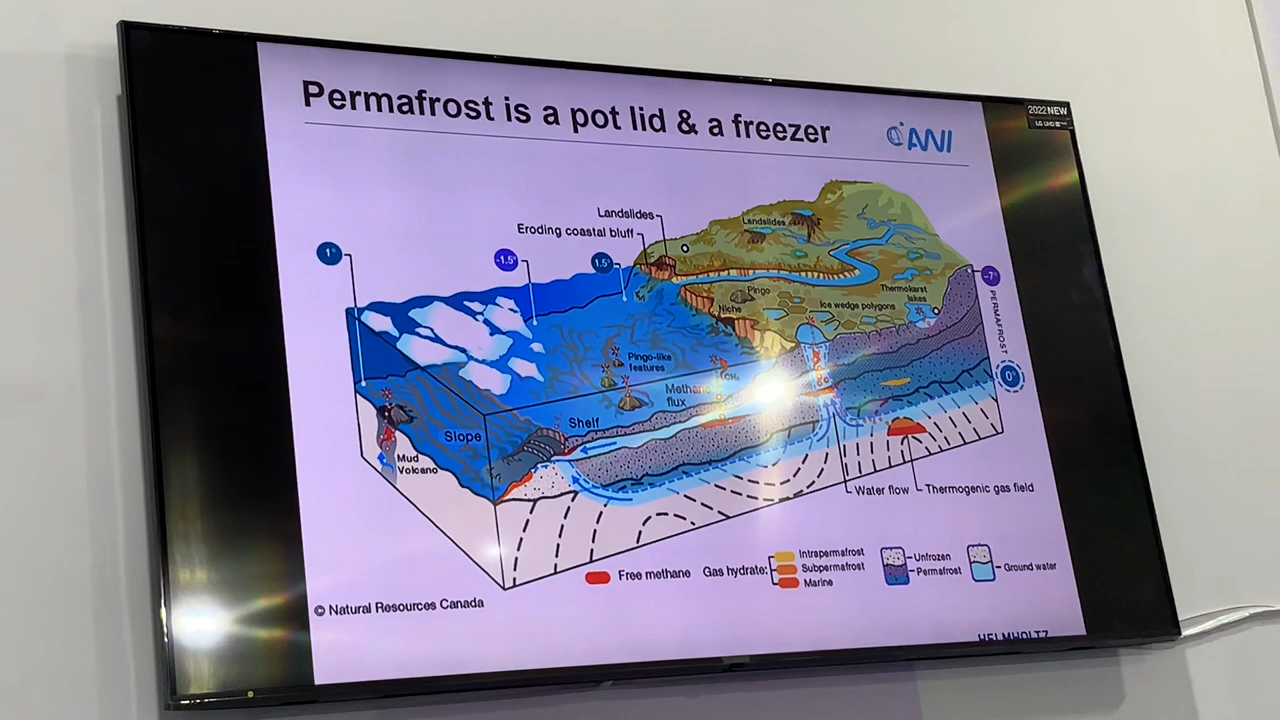 Permafrost is a pot lid & a freezer
ANI
2022 NEW
LG UHD
Landslides
Eroding coastal bluff
Landslides
1°
-1.5°
1.5°
-7°
PERMAFROST
0°
Pingo
Niche
Ice wedge polygons
Thermokarst
lakes
Pingo-like
features
CH₄
Methane
flux
Shelf
Slope
Mud
Volcano
Water flow
Thermogenic gas field
Free methane
Gas hydrate:
Intrapermafrost
Subpermafrost
Marine
Unfrozen
Permafrost
Ground water
© Natural Resources Canada
HELMHOLTZ